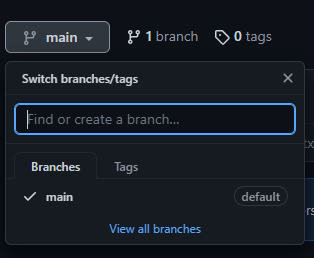 main 1 branch 0 tags
Switch branches/tags
Find or create a branch...
Branches Tags
main default
View all branches